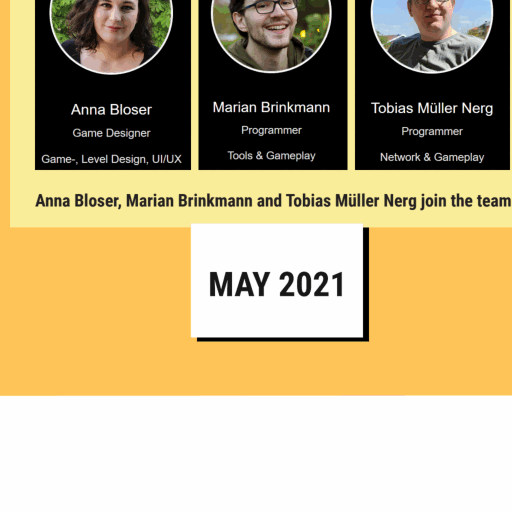 Anna Bloser
Marian Brinkmann
Tobias Müller Nerg
Game Designer
Programmer
Programmer
Game-, Level Design, UI/UX
Tools & Gameplay
Network & Gameplay
Anna Bloser, Marian Brinkmann and Tobias Müller Nerg join the team
MAY 2021